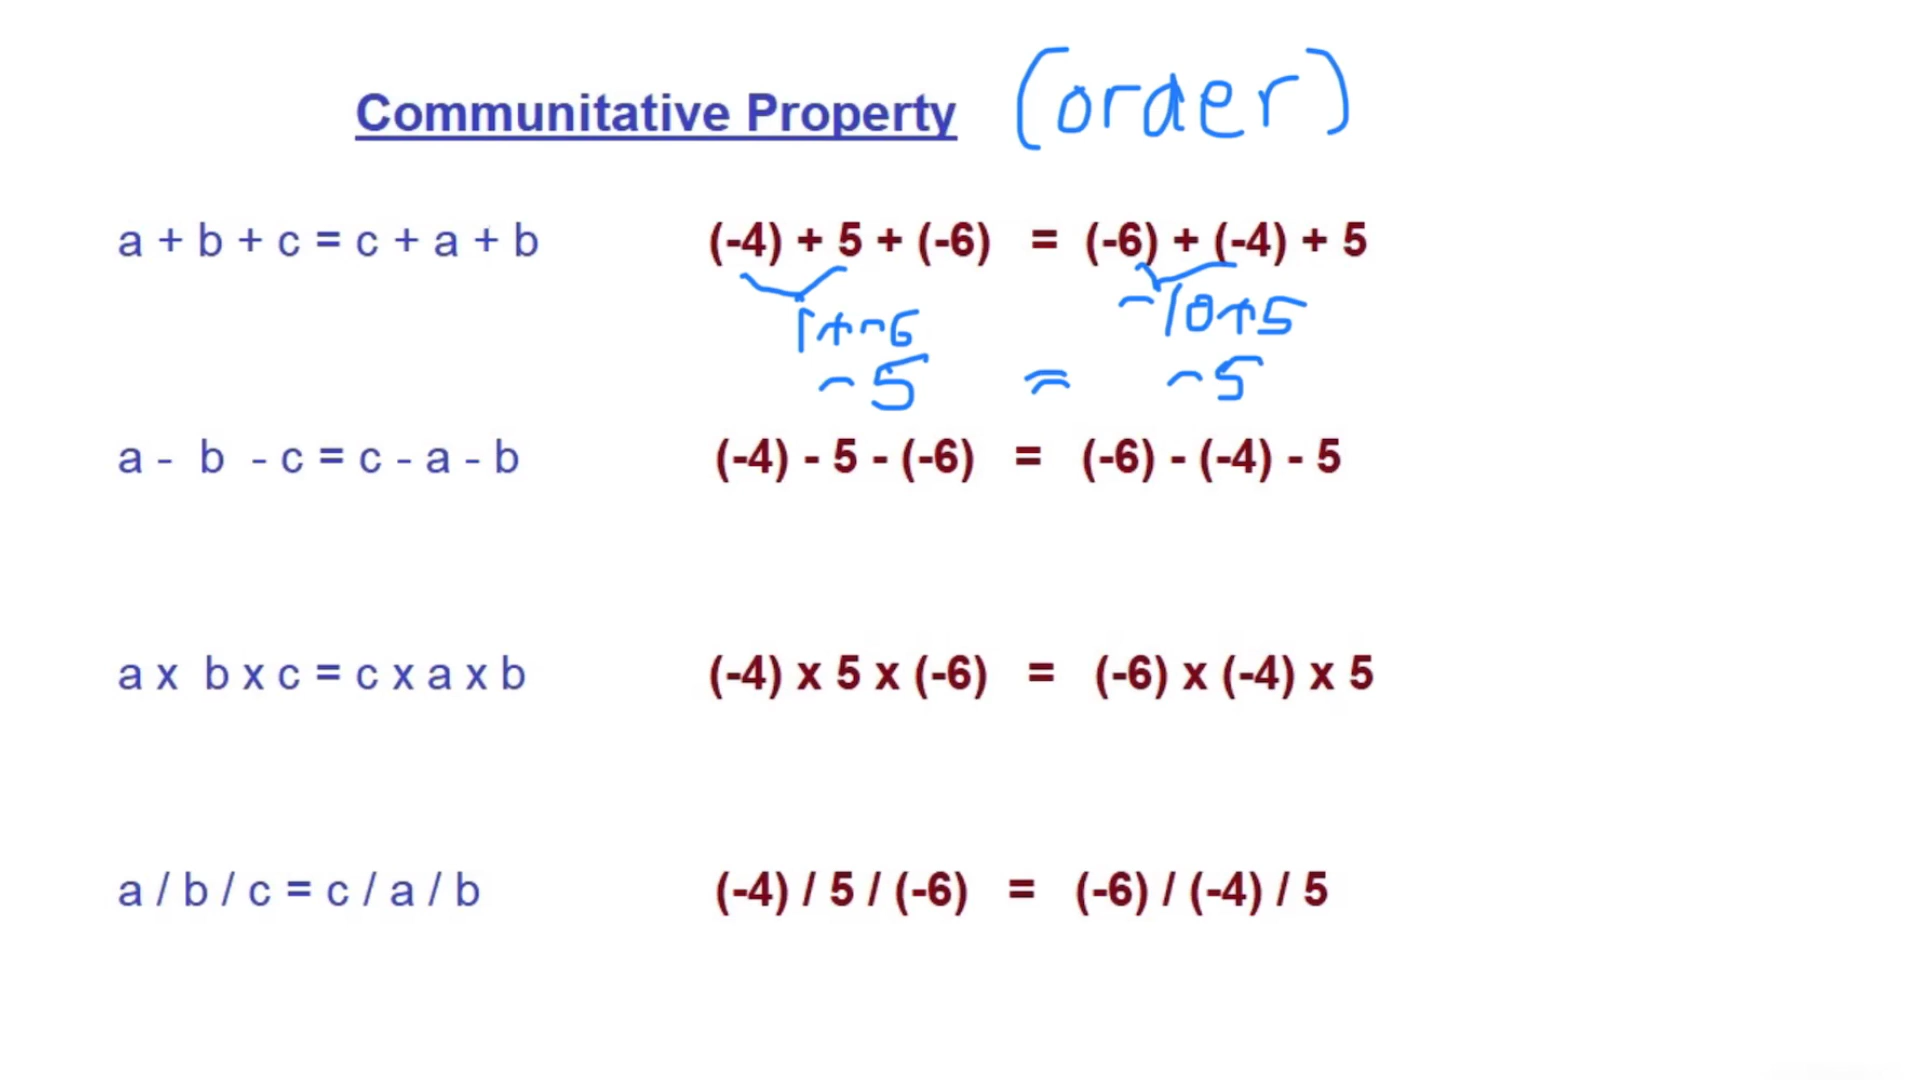 Communitative Property (order)
a + b + c = c + a + b (-4) + 5 + (-6) = (-6) + (-4) + 5
1+-6 -10+5
-5 = -5
a - b - c = c - a - b (-4) - 5 - (-6) = (-6) - (-4) - 5
a x b x c = c x a x b (-4) x 5 x (-6) = (-6) x (-4) x 5
a / b / c = c / a / b (-4) / 5 / (-6) = (-6) / (-4) / 5